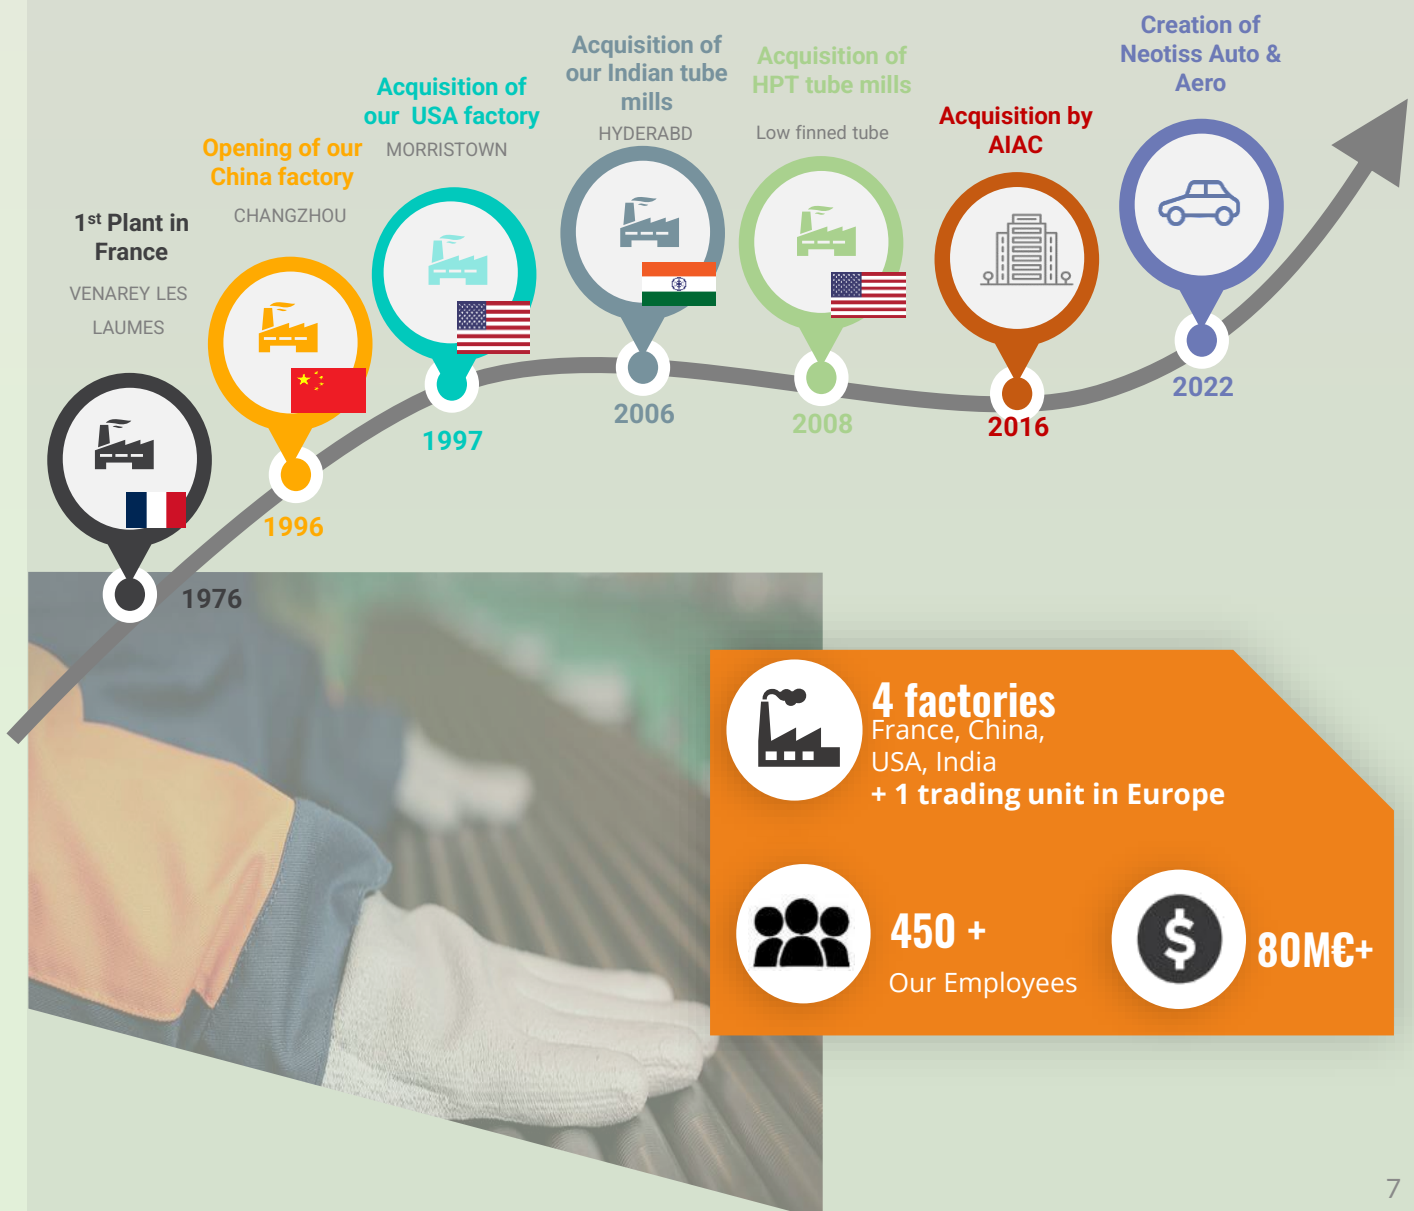 1st Plant in
France
VENAREY LES
LAUMES
1976
Opening of our
China factory
CHANGZHOU
1996
Acquisition of
our USA factory
MORRISTOWN
1997
Acquisition of
our Indian tube
mills
HYDERABD
2006
Acquisition of
HPT tube mills
Low finned tube
2008
Acquisition by
AIAC
2016
Creation of
Neotiss Auto &
Aero
2022
4 factories
France, China,
USA, India
+ 1 trading unit in Europe
450 +
Our Employees
$
80M€+
7